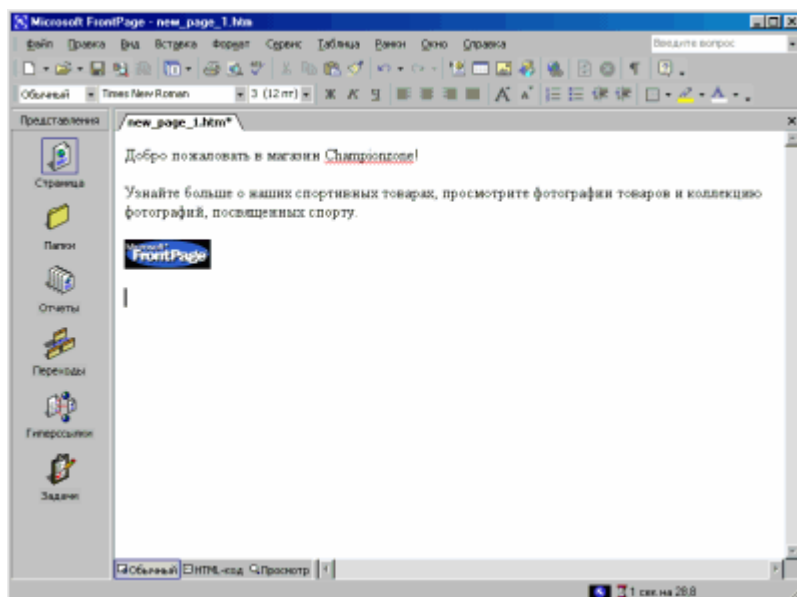 Microsoft FrontPage - new_page_1.htm
Файл Правка Вид Вставка Формат Сервис Таблица Рамки Окно Справка Введите вопрос
Обычный Times New Roman 3 (12 пт) Ж К Ч
Представления new_page_1.htm*
Добро пожаловать в магазин Championzone!
Страница
Узнайте больше о наших спортивных товарах, просмотрите фотографии товаров и коллекцию
фотографий, посвященных спорту.
Папки
Microsoft
FrontPage
Отчеты
Переходы
Гиперссылки
Задачи
Обычный HTML-код Просмотр
1 сек на 28.8